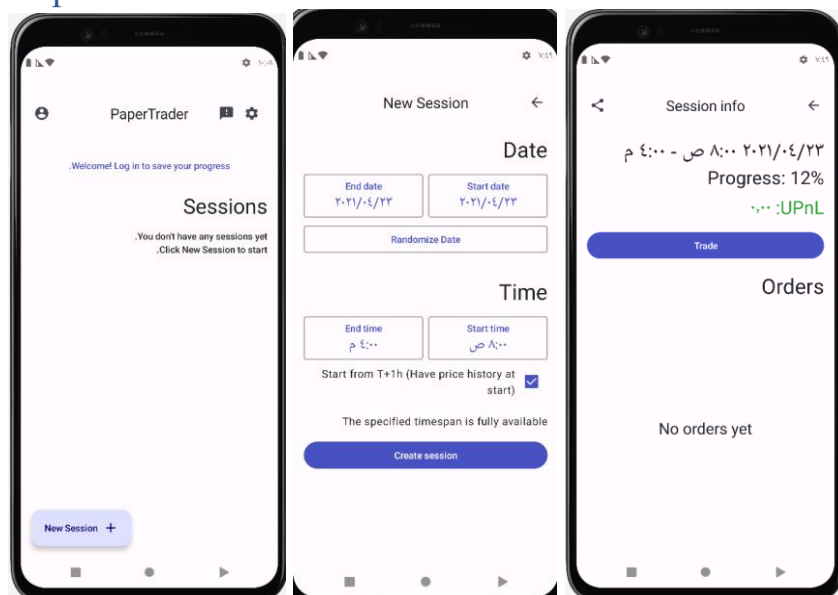 PaperTrader
.Welcome! Log in to save your progress
Sessions
.You don't have any sessions yet
.Click New Session to start
New Session +
٧:٤٩
New Session
Date
Start date
٢٠٢١/٠٤/٢٣
End date
٢٠٢١/٠٤/٢٣
Randomize Date
Time
Start time
٨:٠٠ ص
End time
٤:٠٠ م
Start from T+1h (Have price history at
start)
The specified timespan is fully available
Create session
٧:٤٩
Session info
٢٠٢١/٠٤/٢٣ ٨:٠٠ ص - ٤:٠٠ م
Progress: 12%
٠,٠٠ :UPnL
Trade
Orders
No orders yet